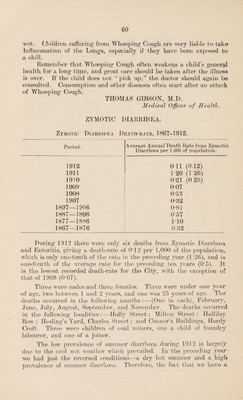 60
wet. Children suffering from Whooping Cough are very liable to take
Inflammation of the Lungs, especially if they have been exposed to
a chill.
Remember that Whooping Cough often weakens a child's general
health for a long time, and great care should be taken after the illness
is over. If the child does not "pick up," the doctor should again be
consulted. Consumption and other diseases often start after an attack
of Whooping Cough.
THOMAS GIBSON, M.D.
Medical Officer of Health.
ZYMOTIC DIARRHŒA.
ZYMOTIC DIARRHŒA DEATH-RATE, 1867-1912.
Period. Average Annual Death Rate from Zymotic Diarrhœa per 1,000 of population.
1912 0·11 (0·12)
1911 1·20 (1·26)
1910 0·21 (0·23)
1909 0·07
1908 0·53
1907 0·32
1897—1906 0·81
1887—1896 0·57
1877—1886 1·10
1867—1876 0·32
During 1912 there were only six deaths from Zymotic Diarrhœa
and Enteritis, giving a death-rate of 0·12 per 1,000 of the population,
which is only one-tenth of the rate in the preceding year (1·26), and is
one-fourth of the average rate for the preceding ten years (0·5). It
is the lowest recorded death-rate for the City, with the exception of
that of 1909 (0·07).
Three were males and three females. Three were under one year
of age, two between 1 and 2 years, and one was 25 years of age. The
deaths occurred in the following months:—(One in each), February,
June, July, August, September, and November. The deaths occurred
in the following localities:—Holly Street; Milton Street; Halliday
Row; Hosling's Yard, Charles Street; and Connor's Buildings, Hardy
Croft. Three were children of coal miners, one a child of foundry
labourer, and one of a joiner.
The low prevalence of summer diarrhœa during 1912 is largely
due to the cool wet weather which prevailed. In the preceding year
we had just the reversed conditions—a dry hot summer and a high
prevalence of summer diarrhœa. Therefore, the fact that we have a